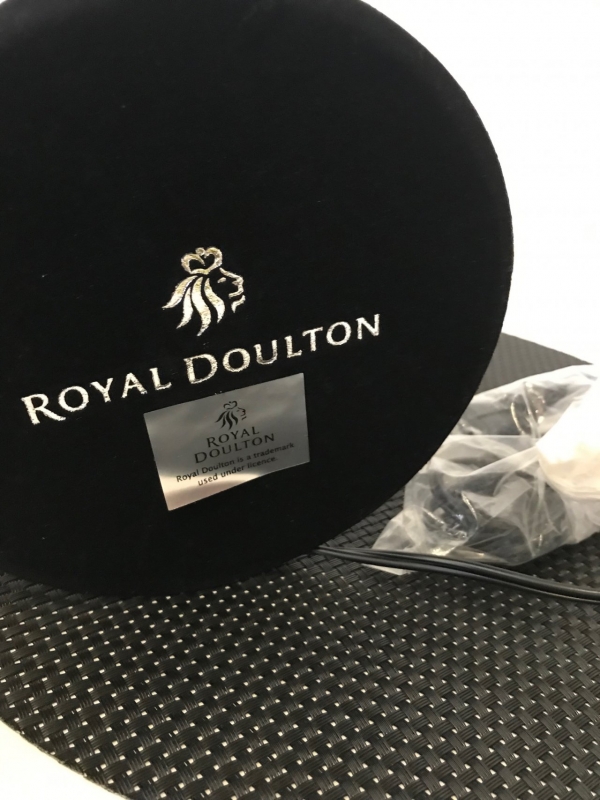 ROYAL DOULTON
ROYAL
DOULTON
Royal Doulton is a trademark
used under licence.